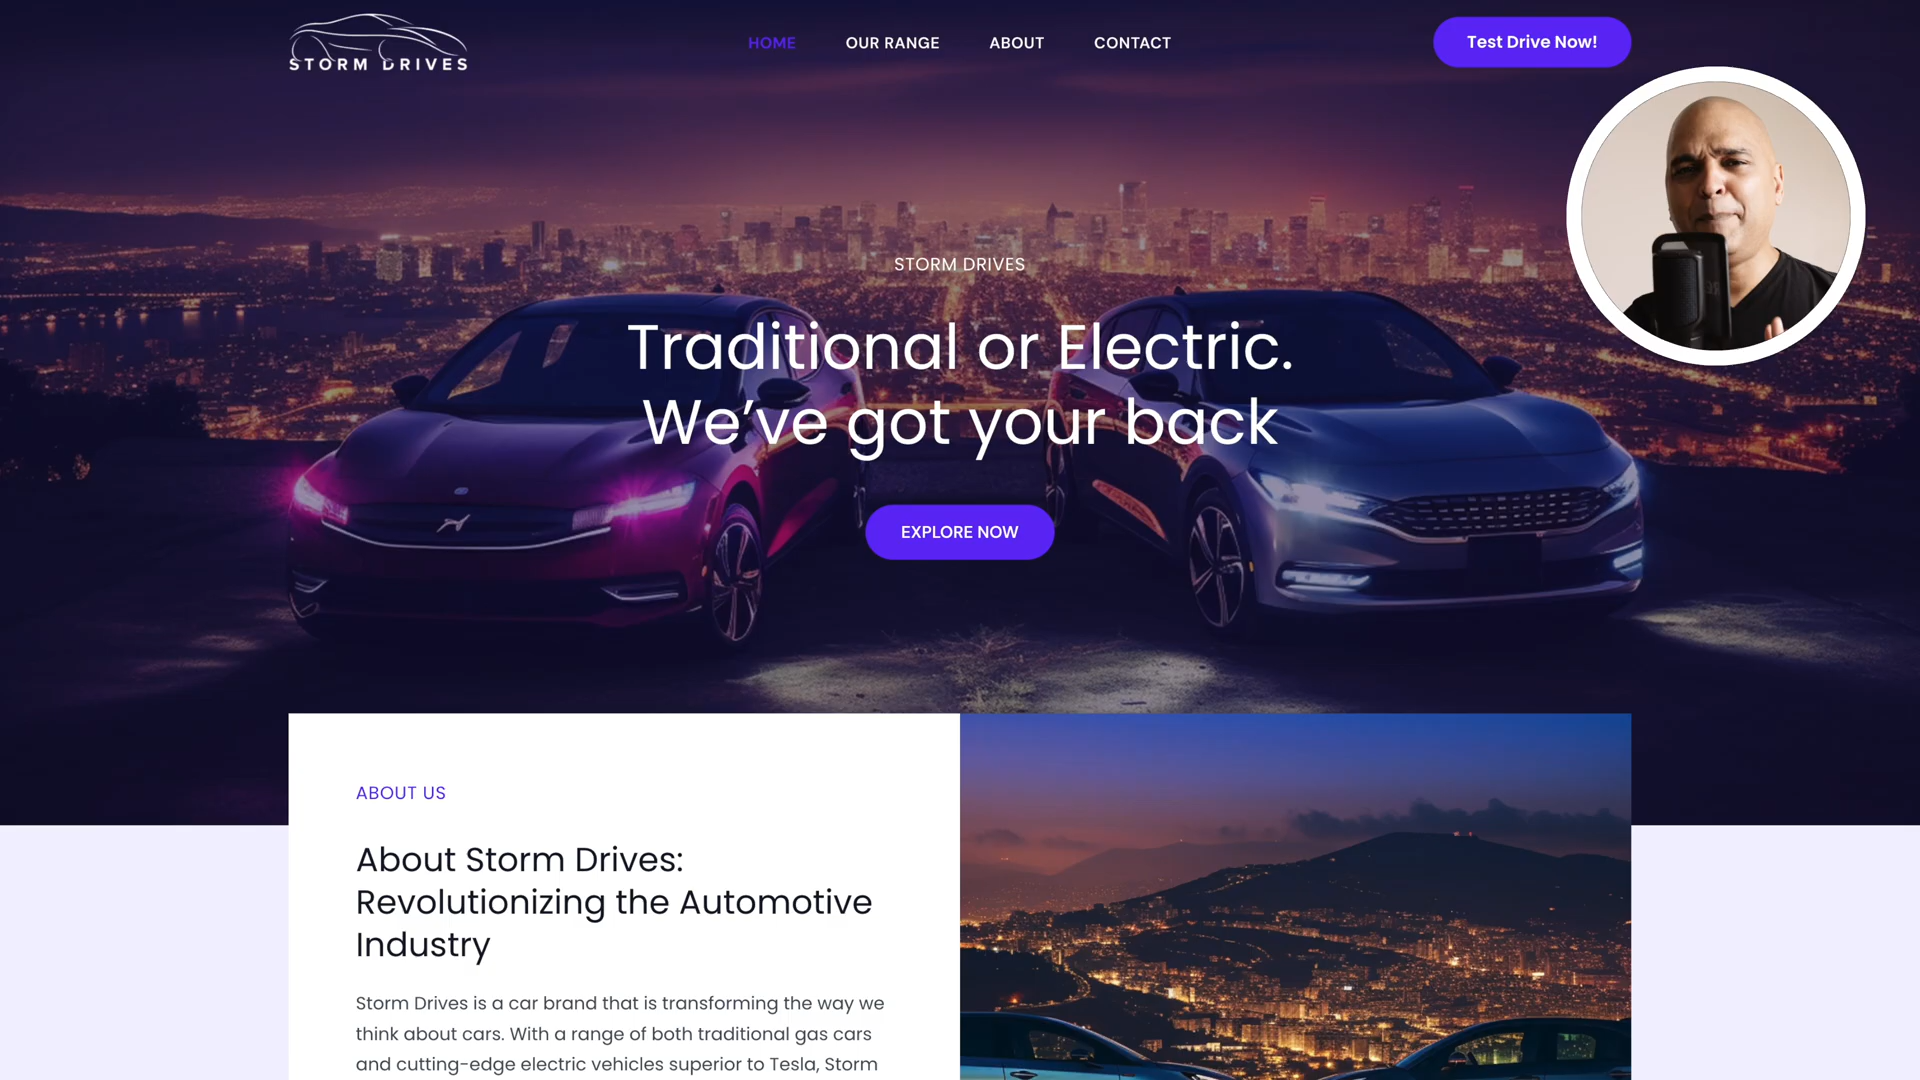 STORM DRIVES
HOME
OUR RANGE
ABOUT
CONTACT
Test Drive Now!
STORM DRIVES
Traditional or Electric.
We’ve got your back
EXPLORE NOW
ABOUT US
About Storm Drives:
Revolutionizing the Automotive
Industry
Storm Drives is a car brand that is transforming the way we
think about cars. With a range of both traditional gas cars
and cutting-edge electric vehicles superior to Tesla, Storm